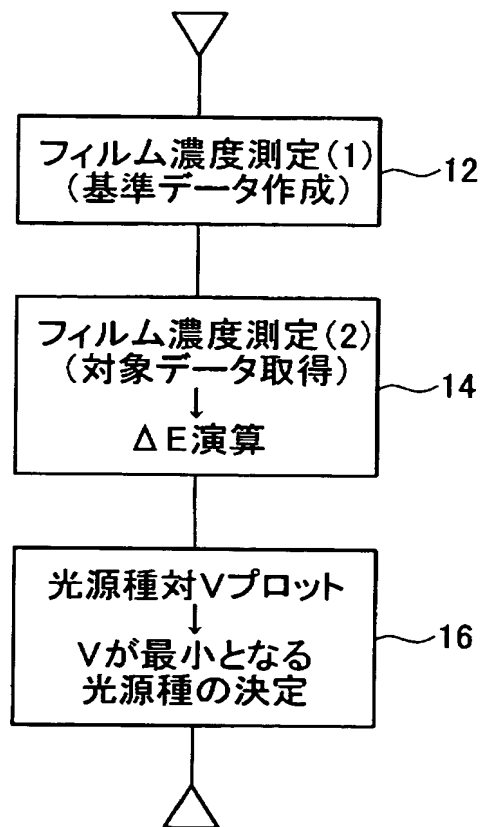 フィルム濃度測定(1)
(基準データ作成)
12
フィルム濃度測定(2)
(対象データ取得)
↓
ΔE演算
14
光源種対Vプロット
↓
Vが最小となる
光源種の決定
16